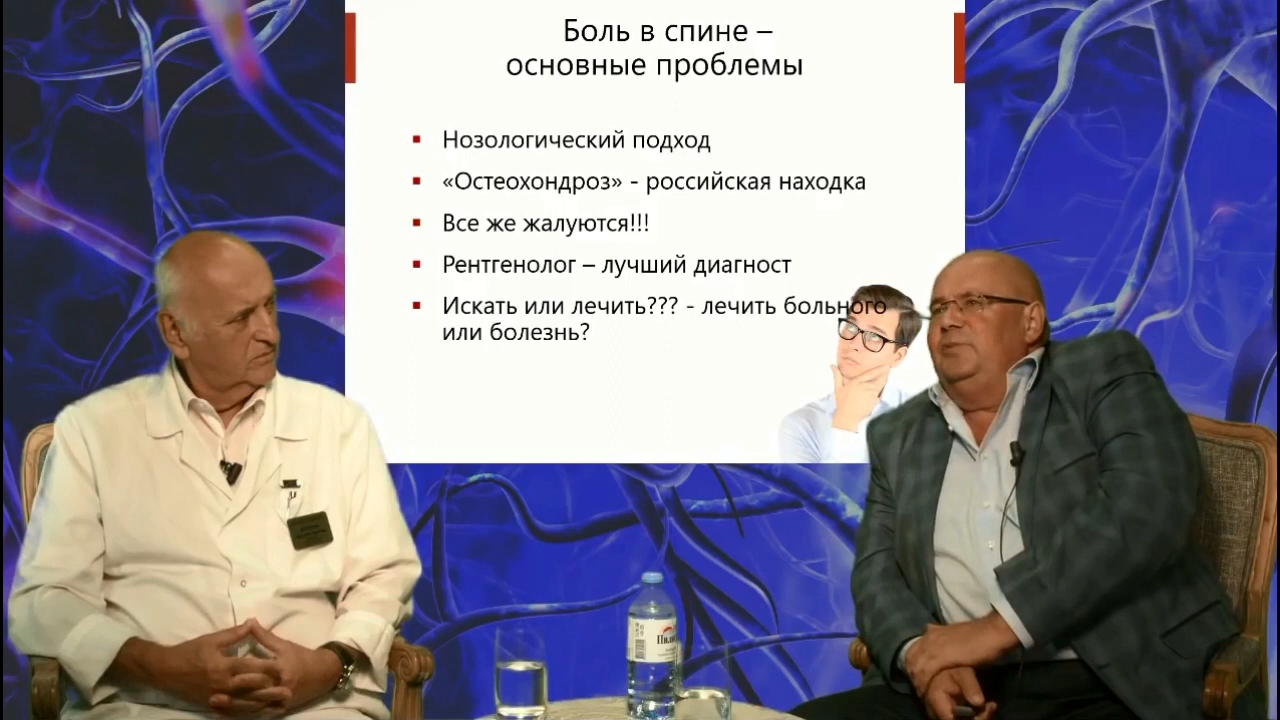 Боль в спине –
основные проблемы
Нозологический подход
«Остеохондроз» - российская находка
Все же жалуются!!!
Рентгенолог – лучший диагност
Искать или лечить??? - лечить больного
или болезнь?